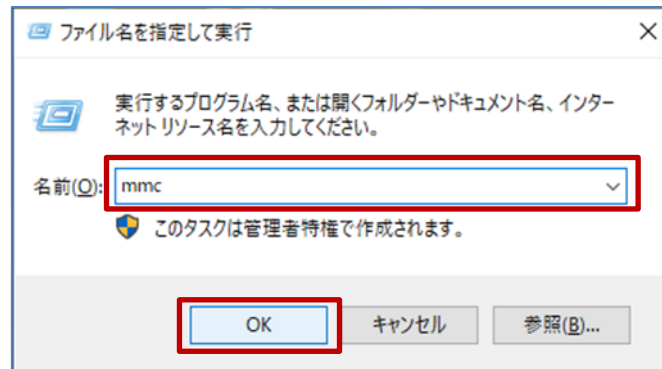 ファイル名を指定して実行
実行するプログラム名、または開くフォルダーやドキュメント名、インター
ネット リソース名を入力してください。
名前(O): mmc
このタスクは管理者特権で作成されます。
OK キャンセル 参照(B)...